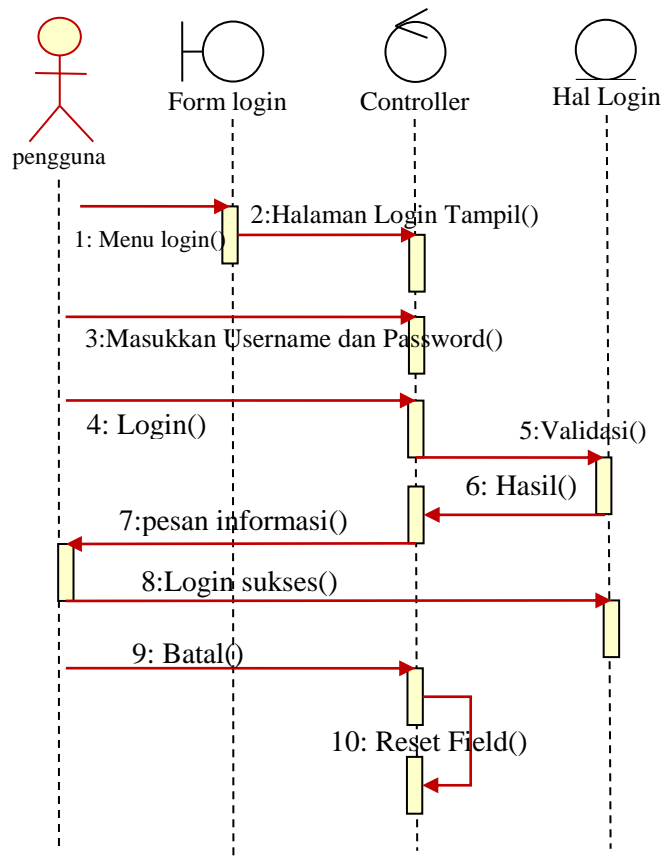 Form login
Controller
Hal Login
pengguna
2:Halaman Login Tampil()
1: Menu login()
3:Masukkan Username dan Password()
4: Login()
5:Validasi()
6: Hasil()
7:pesan informasi()
8:Login sukses()
9: Batal()
10: Reset Field()